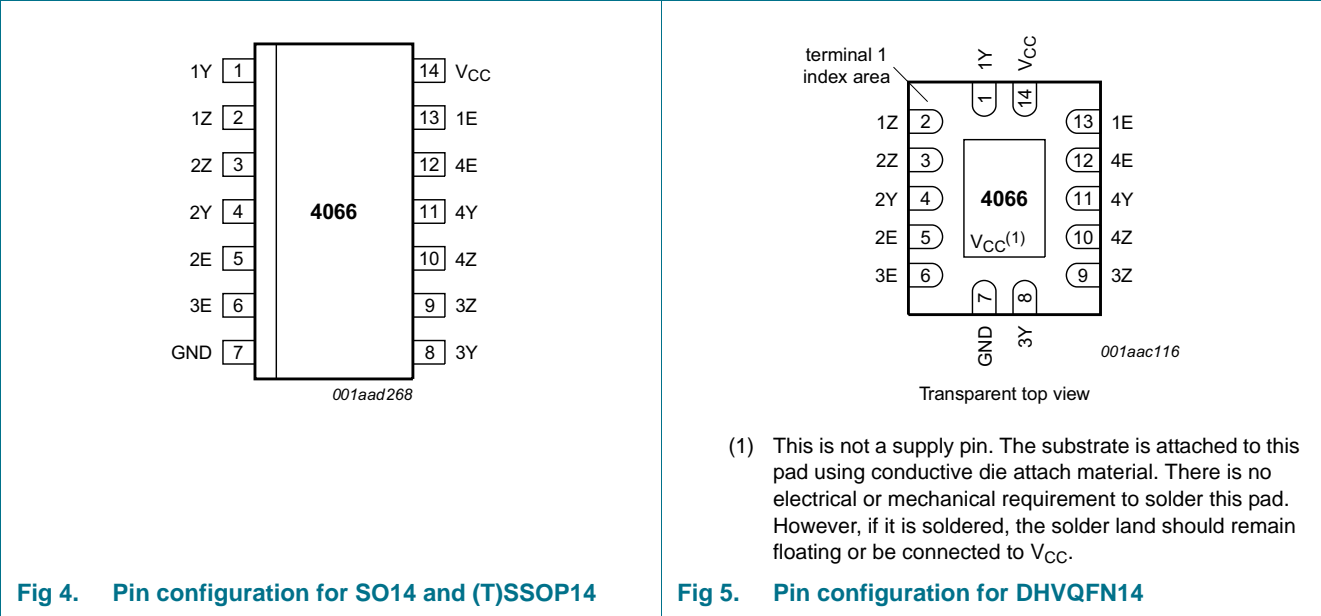 1Y 1
1Z 2
2Z 3
2Y 4
2E 5
3E 6
GND 7
4066
14 VCC
13 1E
12 4E
11 4Y
10 4Z
9 3Z
8 3Y
001aad268
Fig 4. Pin configuration for SO14 and (T)SSOP14
terminal 1
index area
1Y
1
VCC
14
1Z 2
2Z 3
2Y 4
2E 5
3E 6
4066
VCC(1)
13 1E
12 4E
11 4Y
10 4Z
9 3Z
7
GND
8
3Y
001aac116
Transparent top view
(1) This is not a supply pin. The substrate is attached to this
pad using conductive die attach material. There is no
electrical or mechanical requirement to solder this pad.
However, if it is soldered, the solder land should remain
floating or be connected to VCC.
Fig 5. Pin configuration for DHVQFN14